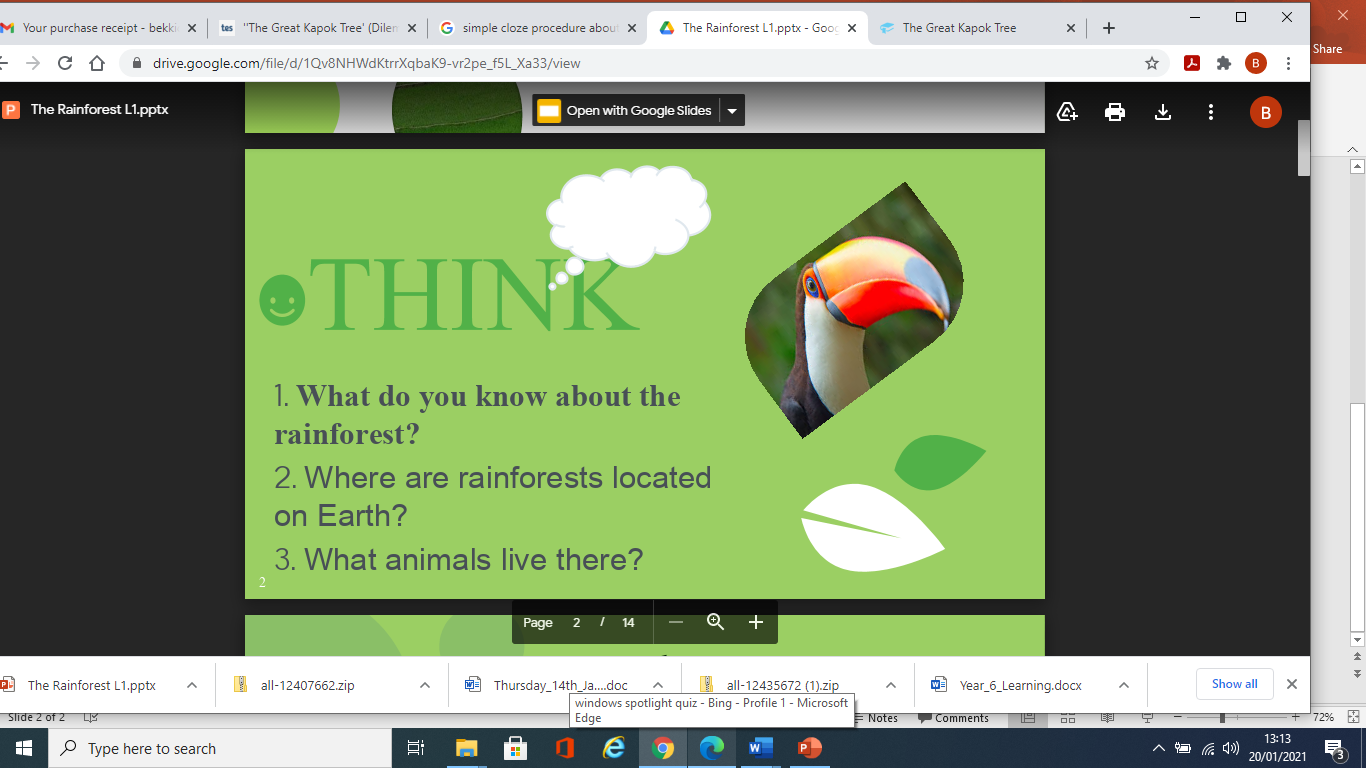 Your purchase receipt - bekki
tes
"The Great Kapok Tree' (Dilem
simple cloze procedure about
The Rainforest L1.pptx - Goog
The Great Kapok Tree
Share
drive.google.com/file/d/1Qv8NHWdKtrrXqbaK9-vr2pe_f5L_Xa33/view
B
P
The Rainforest L1.pptx
Open with Google Slides
B
THINK
1. What do you know about the
rainforest?
2. Where are rainforests located
on Earth?
3. What animals live there?
2
Page 2 / 14
The Rainforest L1.pptx
all-12407662.zip
Thursday_14th_Ja....doc
all-12435672 (1).zip
Year_6_Learning.docx
Show all
windows spotlight quiz - Bing - Profile 1 - Microsoft
Edge
Slide 2 of 2
Notes
Comments
72%
Type here to search
13:13
20/01/2021
3